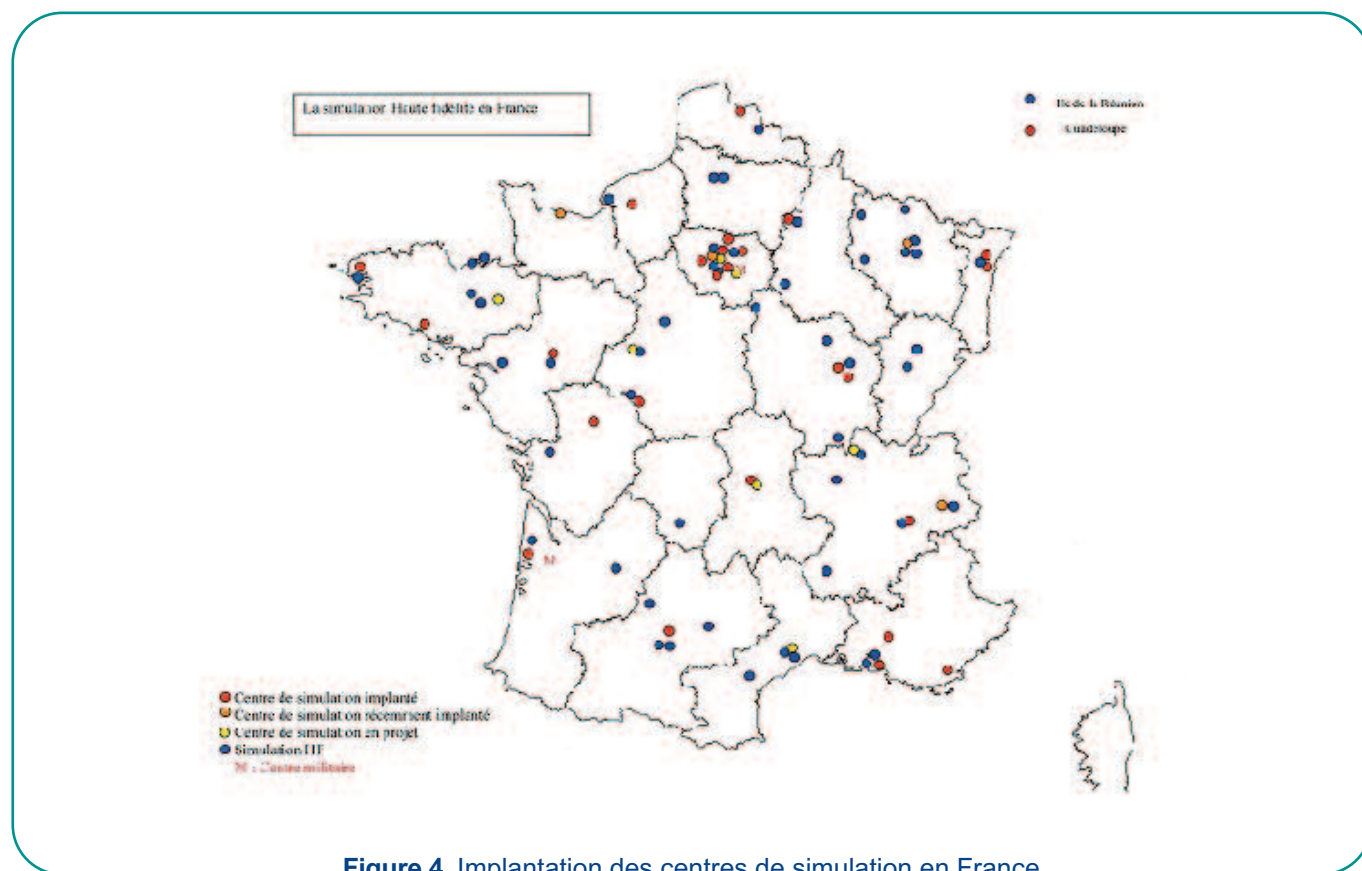 La simulation Haute fidélité en France
Ile de la Réunion
Guadeloupe
M
Centre de simulation implanté
Centre de simulation récemment implanté
Centre de simulation en projet
Simulation HF
M : Centre militaire
Figure 4. Implantation des centres de simulation en France